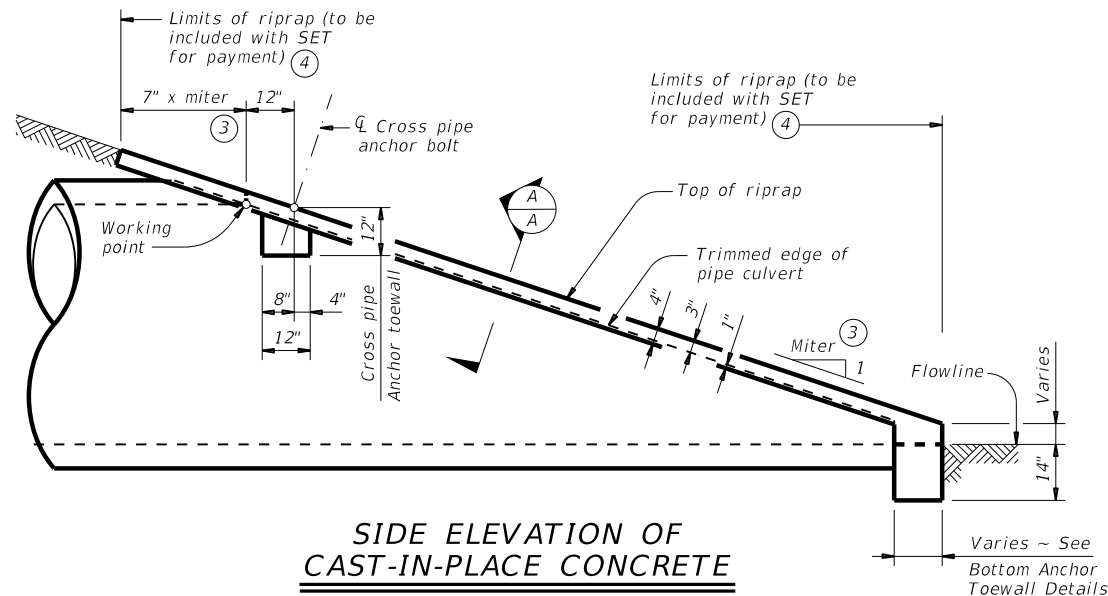 Limits of riprap (to be
included with SET
for payment) 4
7" x miter
12"
3
℄ Cross pipe
anchor bolt
Limits of riprap (to be
included with SET
for payment) 4
A
A
Top of riprap
Working
point
12"
Trimmed edge of
pipe culvert
8"
4"
12"
Cross pipe
Anchor toewall
4"
3"
1"
Miter 3
1
Flowline
Varies
14"
Varies ~ See
Bottom Anchor
Toewall Details
SIDE ELEVATION OF
CAST-IN-PLACE CONCRETE